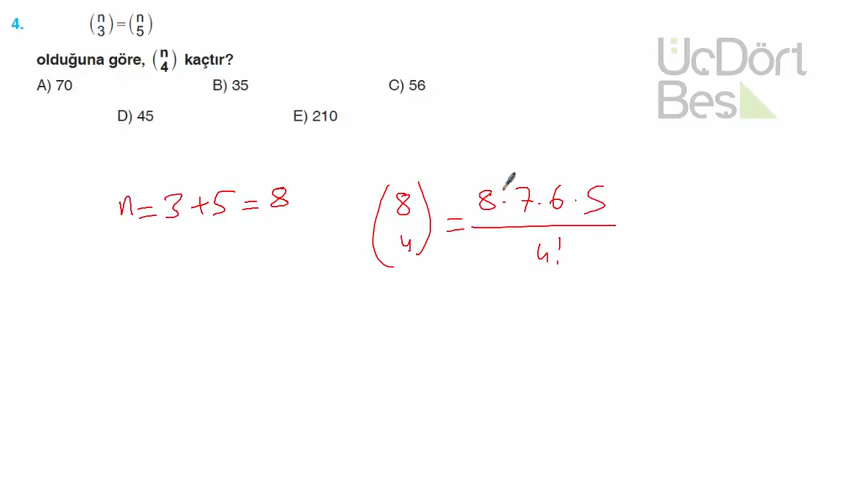 4. (n 3) = (n 5)
olduğuna göre, (n 4) kaçtır?
A) 70 B) 35 C) 56
D) 45 E) 210
ÜçDört
Beş
n = 3 + 5 = 8
(8 4) = 8 · 7 · 6 · 5 / 4!